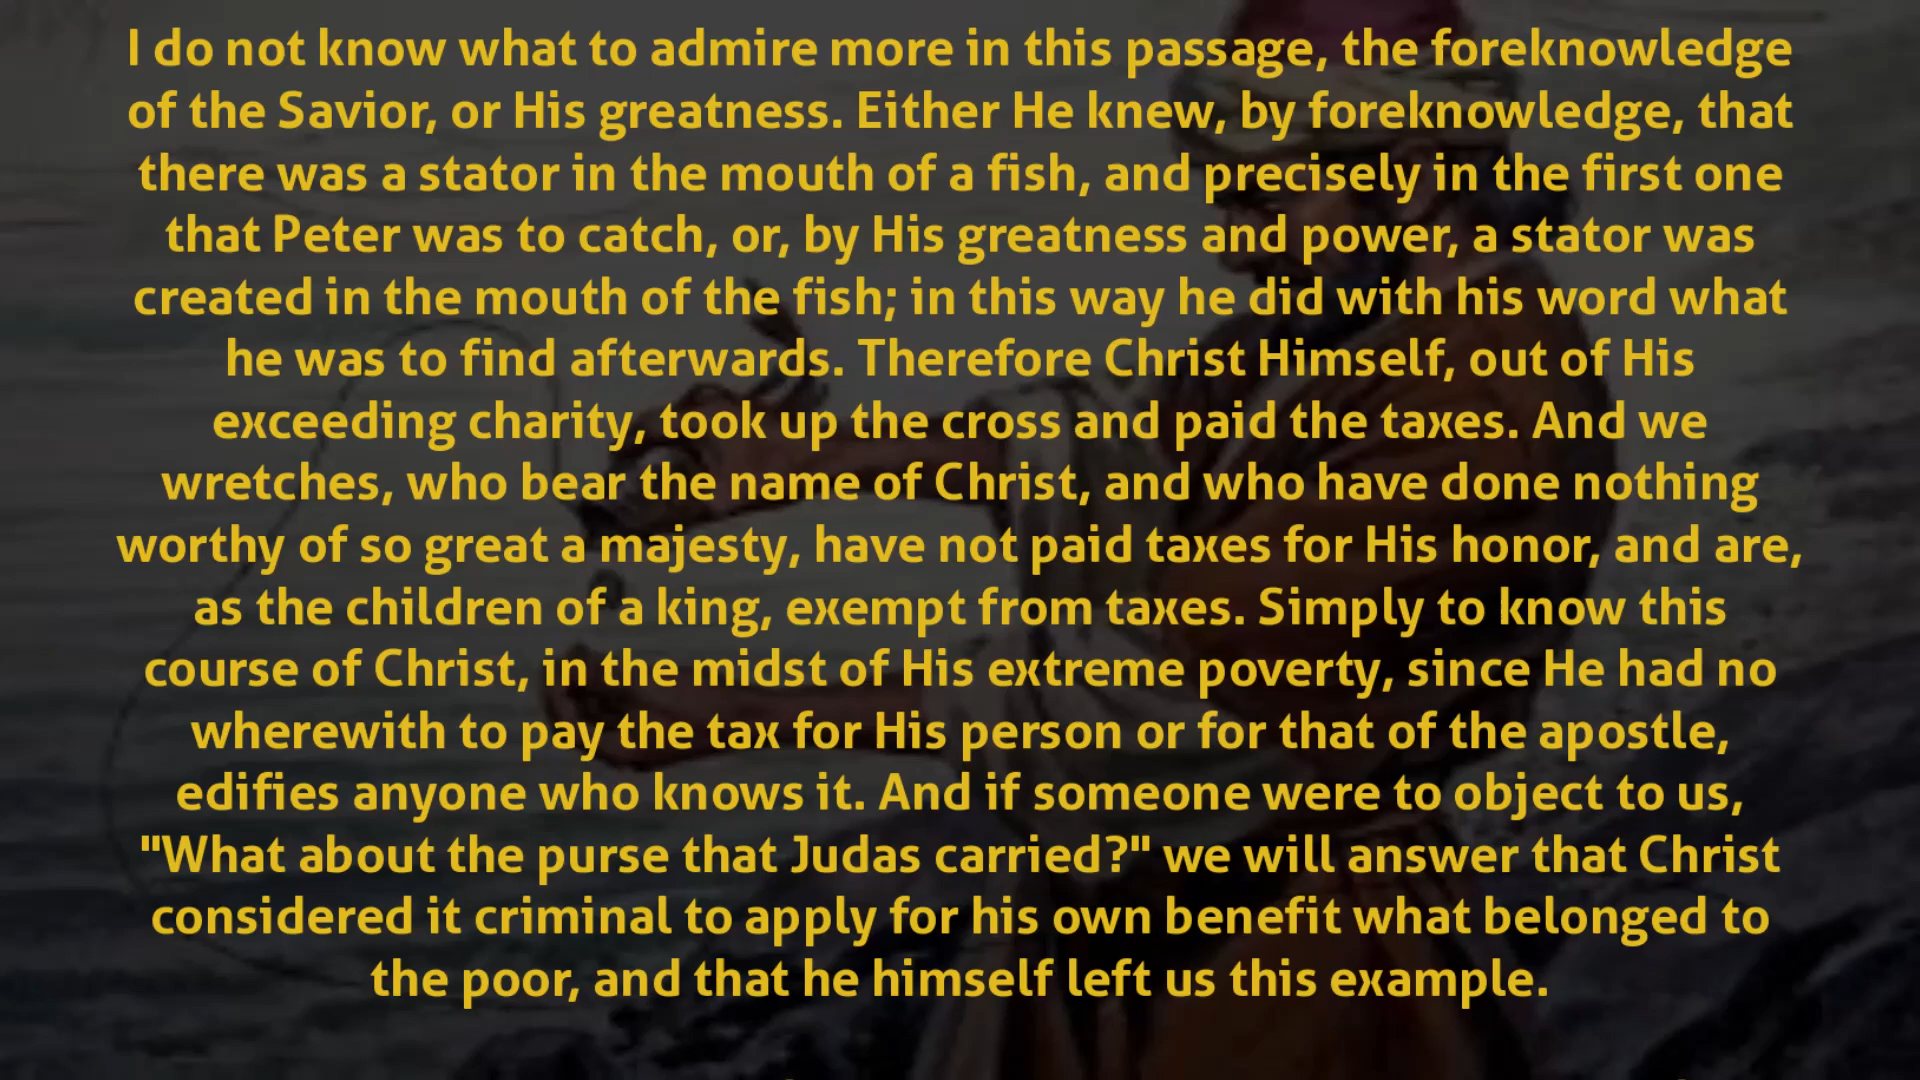 I do not know what to admire more in this passage, the foreknowledge
of the Savior, or His greatness. Either He knew, by foreknowledge, that
there was a stator in the mouth of a fish, and precisely in the first one
that Peter was to catch, or, by His greatness and power, a stator was
created in the mouth of the fish; in this way he did with his word what
he was to find afterwards. Therefore Christ Himself, out of His
exceeding charity, took up the cross and paid the taxes. And we
wretches, who bear the name of Christ, and who have done nothing
worthy of so great a majesty, have not paid taxes for His honor, and are,
as the children of a king, exempt from taxes. Simply to know this
course of Christ, in the midst of His extreme poverty, since He had no
wherewith to pay the tax for His person or for that of the apostle,
edifies anyone who knows it. And if someone were to object to us,
"What about the purse that Judas carried?" we will answer that Christ
considered it criminal to apply for his own benefit what belonged to
the poor, and that he himself left us this example.